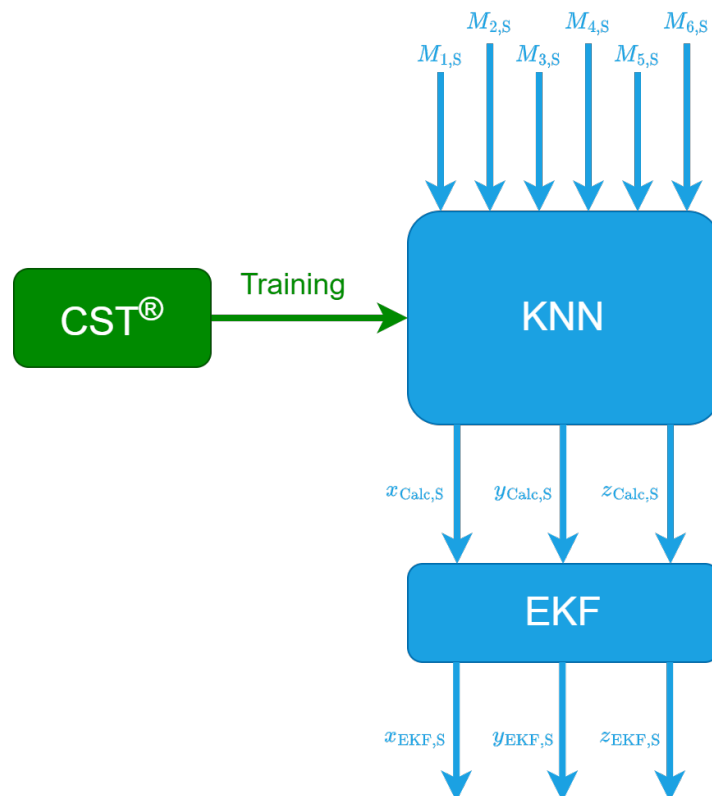 M2,S M4,S M6,S
M1,S M3,S M5,S
Training
CST®
KNN
xCalc,S yCalc,S zCalc,S
EKF
xEKF,S yEKF,S zEKF,S